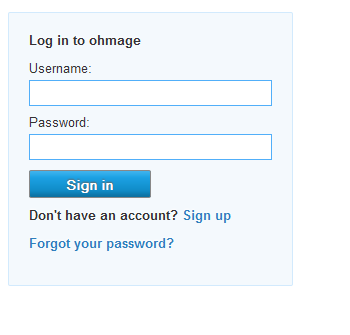 Log in to ohmage
Username:
Password:
Sign in
Don't have an account? Sign up
Forgot your password?